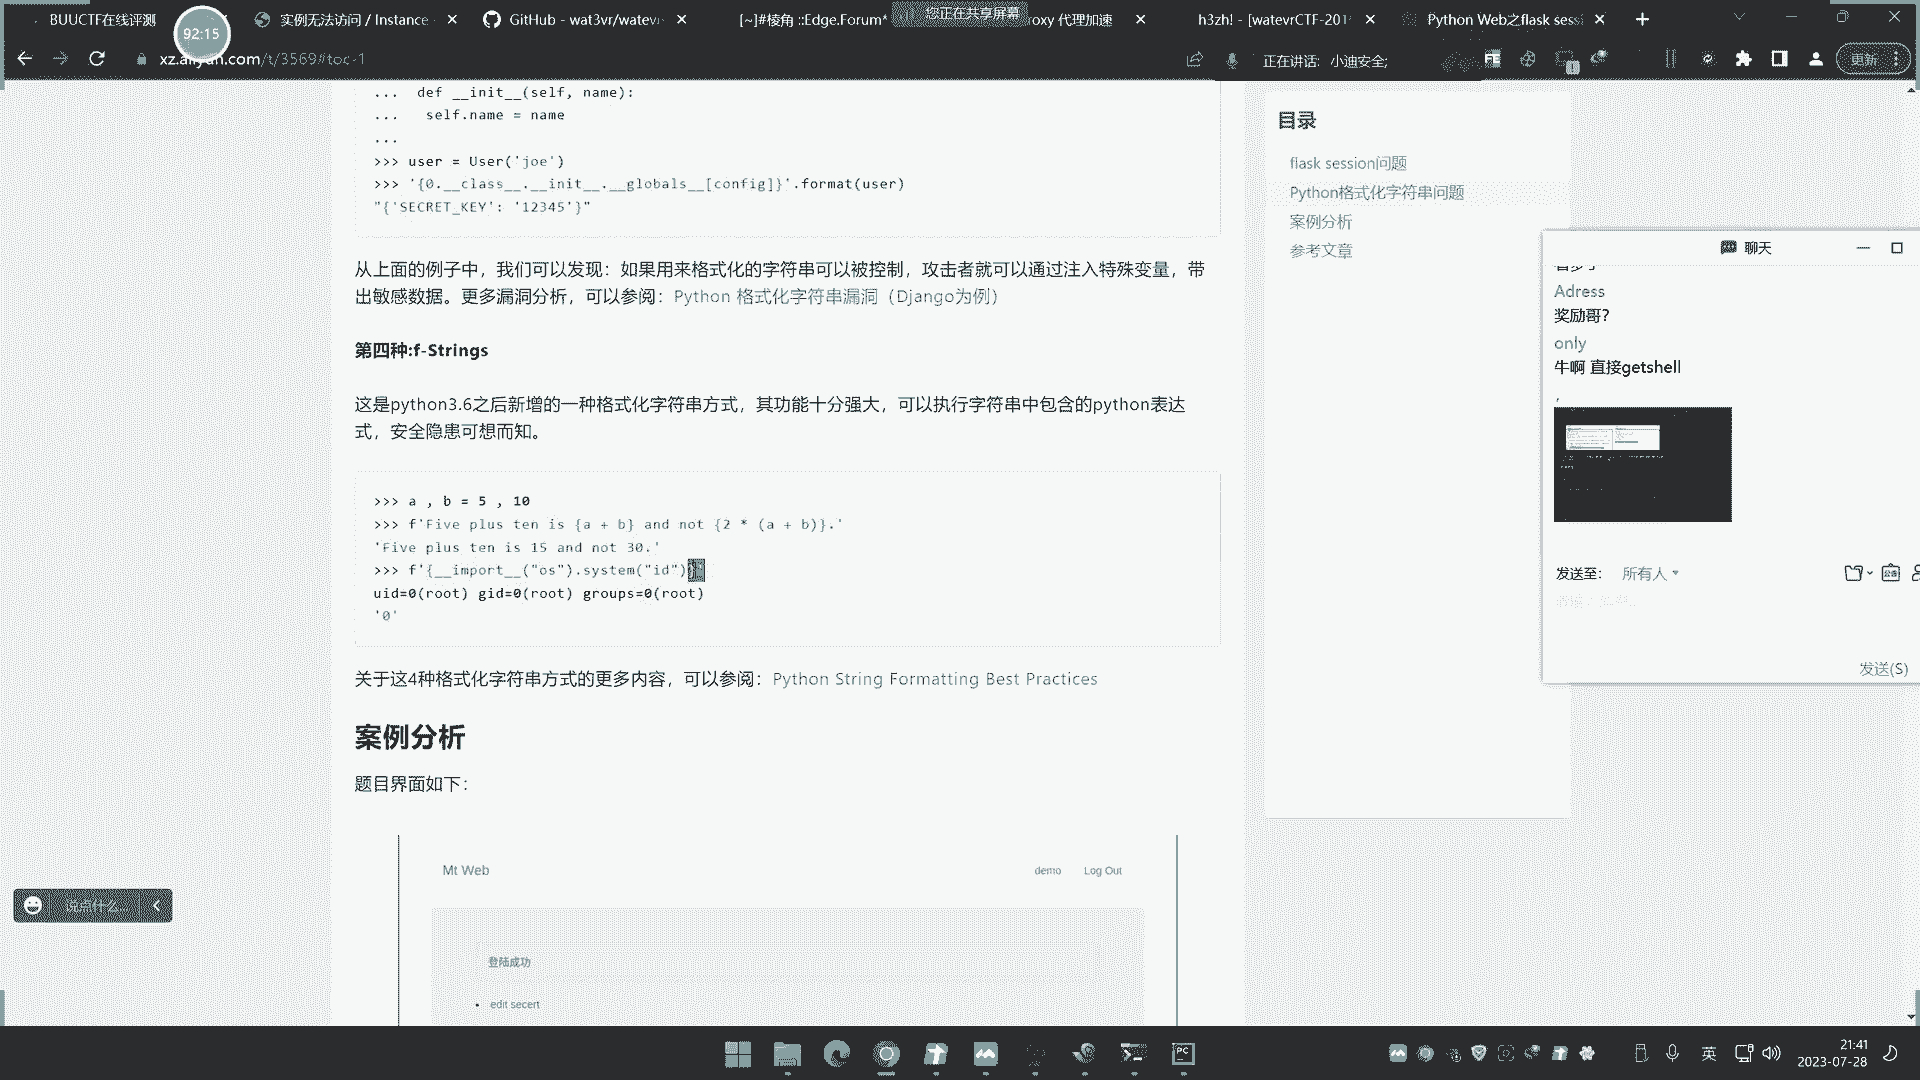 BUUCTF在线评测
实例无法访问 / Instance
GitHub - wat3vr/watevr
[~]#棱角 ::Edge.Forum*
您正在共享屏幕
oxy 代理加速
h3zh! - [watevrCTF-201
Python Web之flask sess
92:15
xz.aliyun.com/t/3569#toc-1
正在讲话: 小迪安全;
更新
... def __init__(self, name):
... self.name = name
...
>>> user = User('joe')
>>> '{0.__class__.__init__.__globals__[config]}'.format(user)
"{'SECRET_KEY': '12345'}"
从上面的例子中，我们可以发现：如果用来格式化的字符串可以被控制，攻击者就可以通过注入特殊变量，带
出敏感数据。更多漏洞分析，可以参阅：Python 格式化字符串漏洞（Django为例）
第四种:f-Strings
这是python3.6之后新增的一种格式化字符串方式，其功能十分强大，可以执行字符串中包含的python表达
式，安全隐患可想而知。
>>> a , b = 5 , 10
>>> f'Five plus ten is {a + b} and not {2 * (a + b)}.'
'Five plus ten is 15 and not 30.'
>>> f'{__import__("os").system("id")}'
uid=0(root) gid=0(root) groups=0(root)
'0'
关于这4种格式化字符串方式的更多内容，可以参阅：Python String Formatting Best Practices
案例分析
题目界面如下：
Mt Web
demo
Log Out
登陆成功
edit secert
目录
flask session问题
Python格式化字符串问题
案例分析
参考文章
聊天
Adress
奖励哥?
only
牛啊 直接getshell
,
发送至:
所有人
发送(S)
说点什么...
英
21:41
2023-07-28